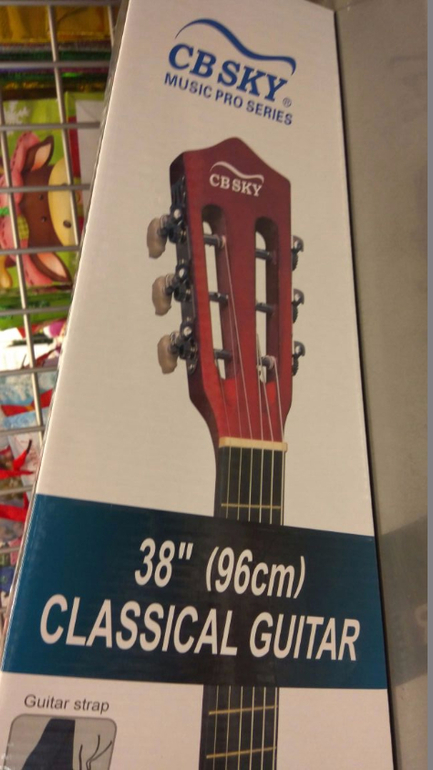 CB SKY®
MUSIC PRO SERIES
CB SKY
38" (96cm)
CLASSICAL GUITAR
Guitar strap